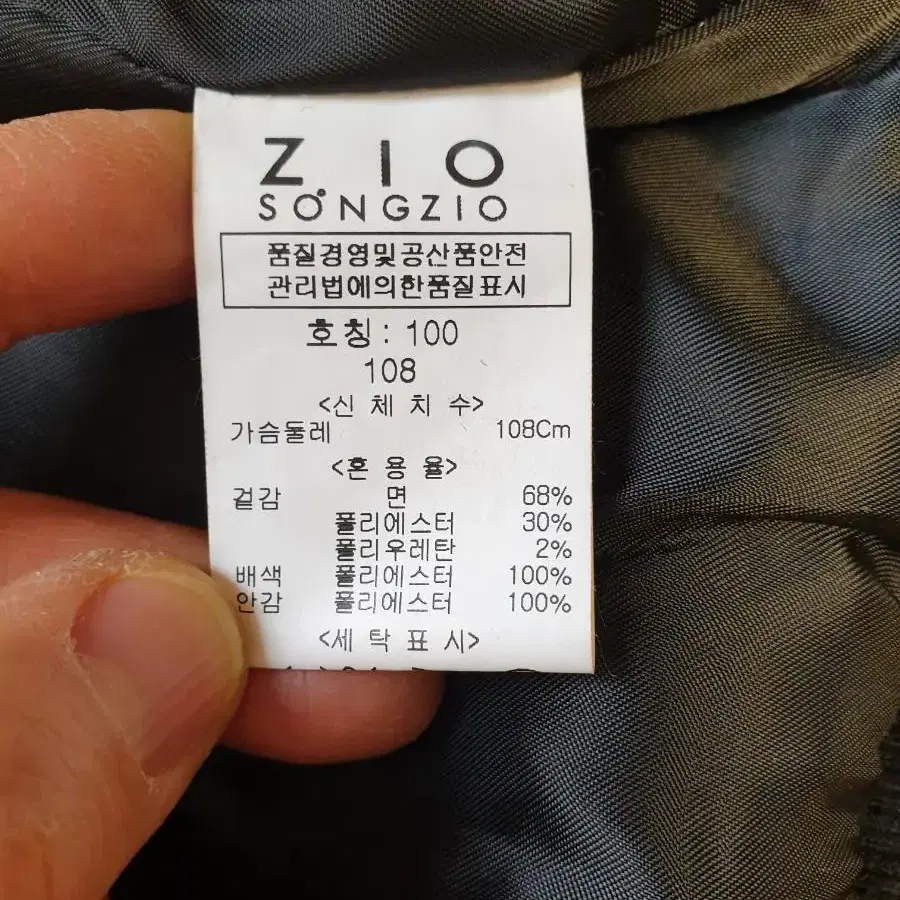 ZIO
SONGZIO
품질경영및공산품안전
관리법에의한품질표시
호칭: 100
108
<신 체 치 수>
가슴둘레 108Cm
<혼 용 율>
겉감 면 68%
폴리에스터 30%
폴리우레탄 2%
배색 폴리에스터 100%
안감 폴리에스터 100%
<세 탁 표 시>